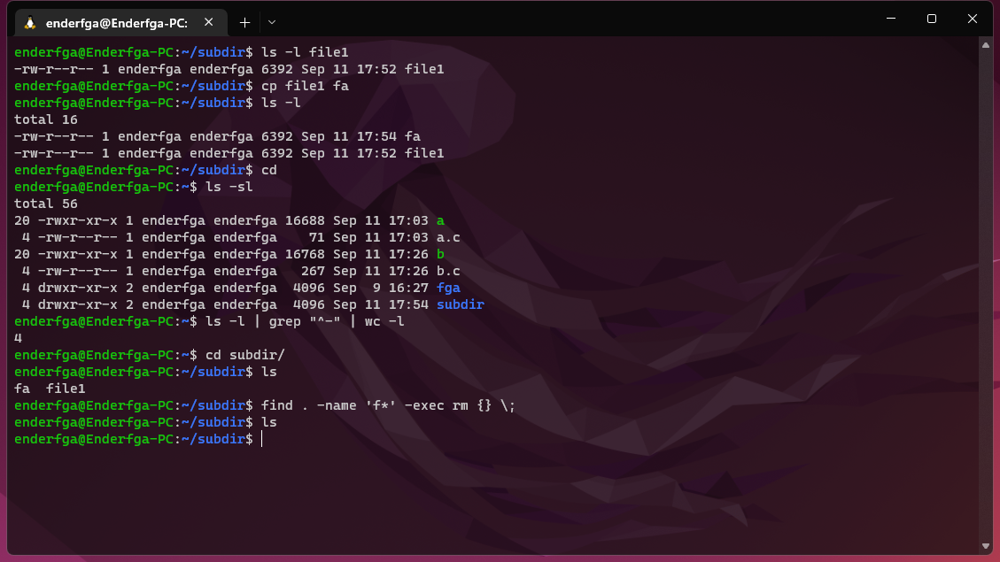 enderfga@Enderfga-PC:
enderfga@Enderfga-PC:~/subdir$ ls -l file1
-rw-r--r-- 1 enderfga enderfga 6392 Sep 11 17:52 file1
enderfga@Enderfga-PC:~/subdir$ cp file1 fa
enderfga@Enderfga-PC:~/subdir$ ls -l
total 16
-rw-r--r-- 1 enderfga enderfga 6392 Sep 11 17:54 fa
-rw-r--r-- 1 enderfga enderfga 6392 Sep 11 17:52 file1
enderfga@Enderfga-PC:~/subdir$ cd
enderfga@Enderfga-PC:~$ ls -sl
total 56
20 -rwxr-xr-x 1 enderfga enderfga 16688 Sep 11 17:03 a
 4 -rw-r--r-- 1 enderfga enderfga    71 Sep 11 17:03 a.c
20 -rwxr-xr-x 1 enderfga enderfga 16768 Sep 11 17:26 b
 4 -rw-r--r-- 1 enderfga enderfga   267 Sep 11 17:26 b.c
 4 drwxr-xr-x 2 enderfga enderfga  4096 Sep  9 16:27 fga
 4 drwxr-xr-x 2 enderfga enderfga  4096 Sep 11 17:54 subdir
enderfga@Enderfga-PC:~$ ls -l | grep "^-" | wc -l
4
enderfga@Enderfga-PC:~$ cd subdir/
enderfga@Enderfga-PC:~/subdir$ ls
fa  file1
enderfga@Enderfga-PC:~/subdir$ find . -name 'f*' -exec rm {} \;
enderfga@Enderfga-PC:~/subdir$ ls
enderfga@Enderfga-PC:~/subdir$